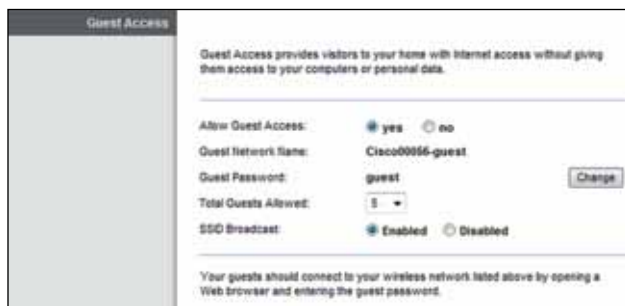 Guest Access
Guest Access provides visitors to your home with Internet access without giving
them access to your computers or personal data.
Allow Guest Access: yes no
Guest Network Name: Cisco00056-guest
Guest Password: guest Change
Total Guests Allowed: 5
SSID Broadcast: Enabled Disabled
Your guests should connect to your wireless network listed above by opening a
Web browser and entering the guest password.